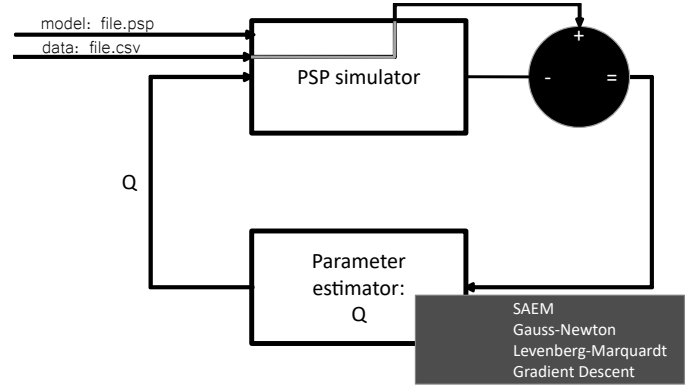 model: file.psp
data: file.csv
PSP simulator
+
-
=
Q
Parameter
estimator:
Q
SAEM
Gauss-Newton
Levenberg-Marquardt
Gradient Descent